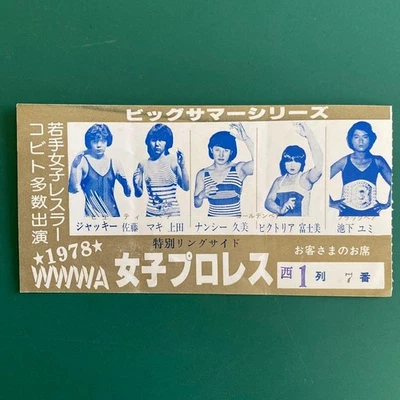 ビッグサマーシリーズ
若手女子レスラー
コビト多数出演
★1978★
WWWA
ジャッキー佐藤
マキ上田
ナンシー久美
ビクトリア富士美
池下ユミ
特別リングサイド
お客さまのお席
女子プロレス
西1列 7番